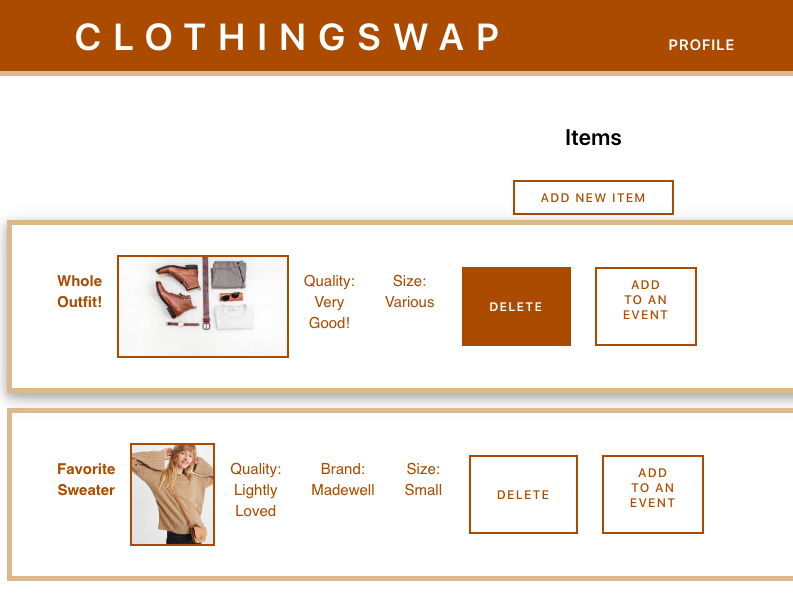 CLOTHINGSWAP
PROFILE
Items
ADD NEW ITEM
Whole
Outfit!
Quality:
Very
Good!
Size:
Various
DELETE
ADD
TO AN
EVENT
Favorite
Sweater
Quality:
Lightly
Loved
Brand:
Madewell
Size:
Small
DELETE
ADD
TO AN
EVENT